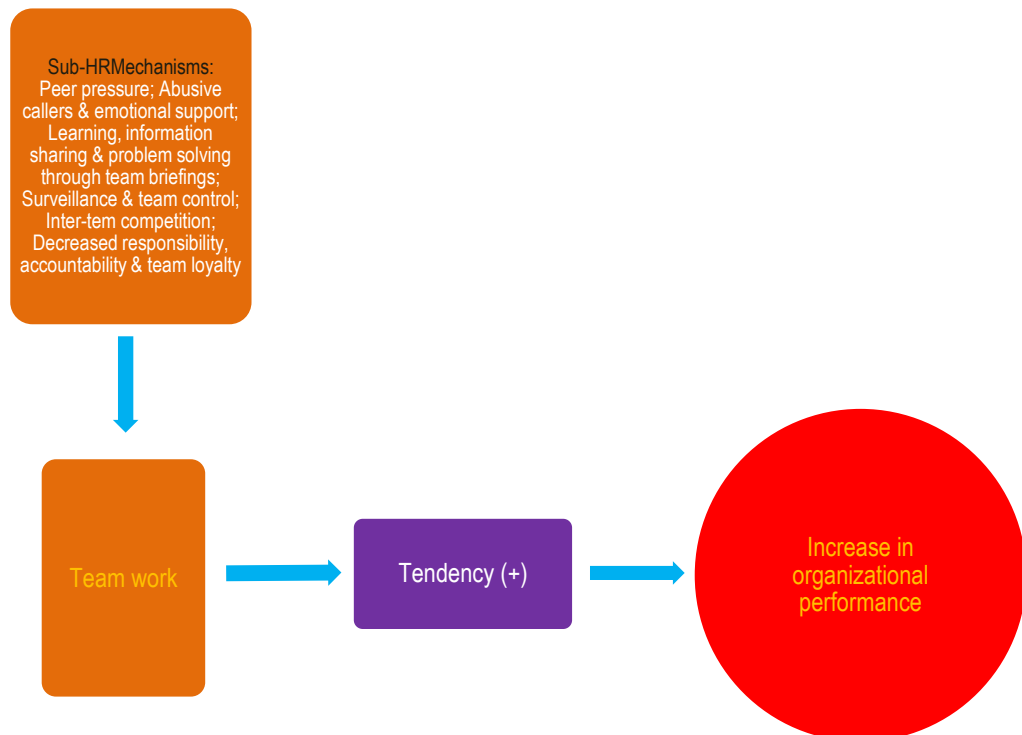 Sub-HRMechanisms:
Peer pressure; Abusive
callers & emotional support;
Learning, information
sharing & problem solving
through team briefings;
Surveillance & team control;
Inter-tem competition;
Decreased responsibility,
accountability & team loyalty
Team work
Tendency (+)
Increase in
organizational
performance